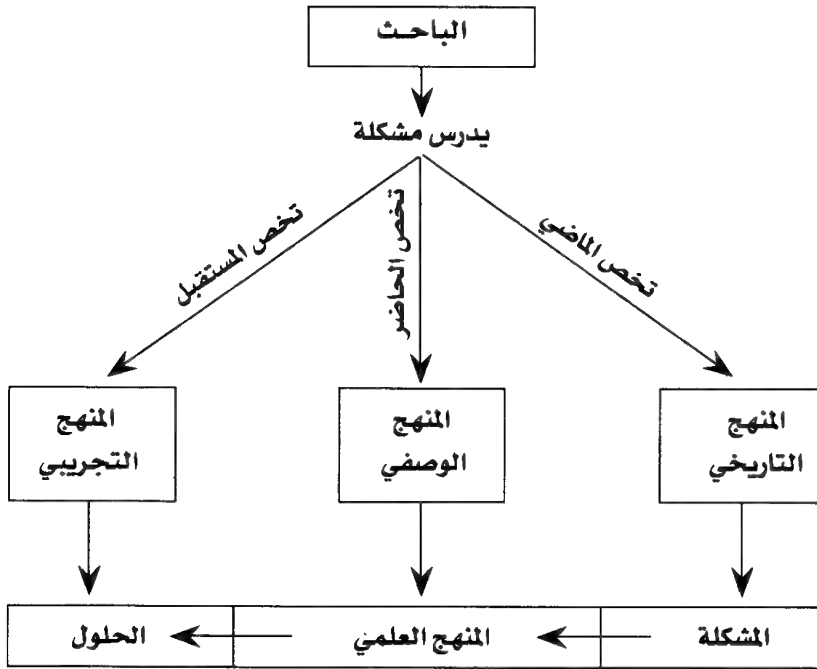 الباحث
يدرس مشكلة
تخص الماضي
تخص الحاضر
تخص المستقبل
المنهج
التاريخي
المنهج
الوصفي
المنهج
التجريبي
المشكلة
المنهج العلمي
الحلول